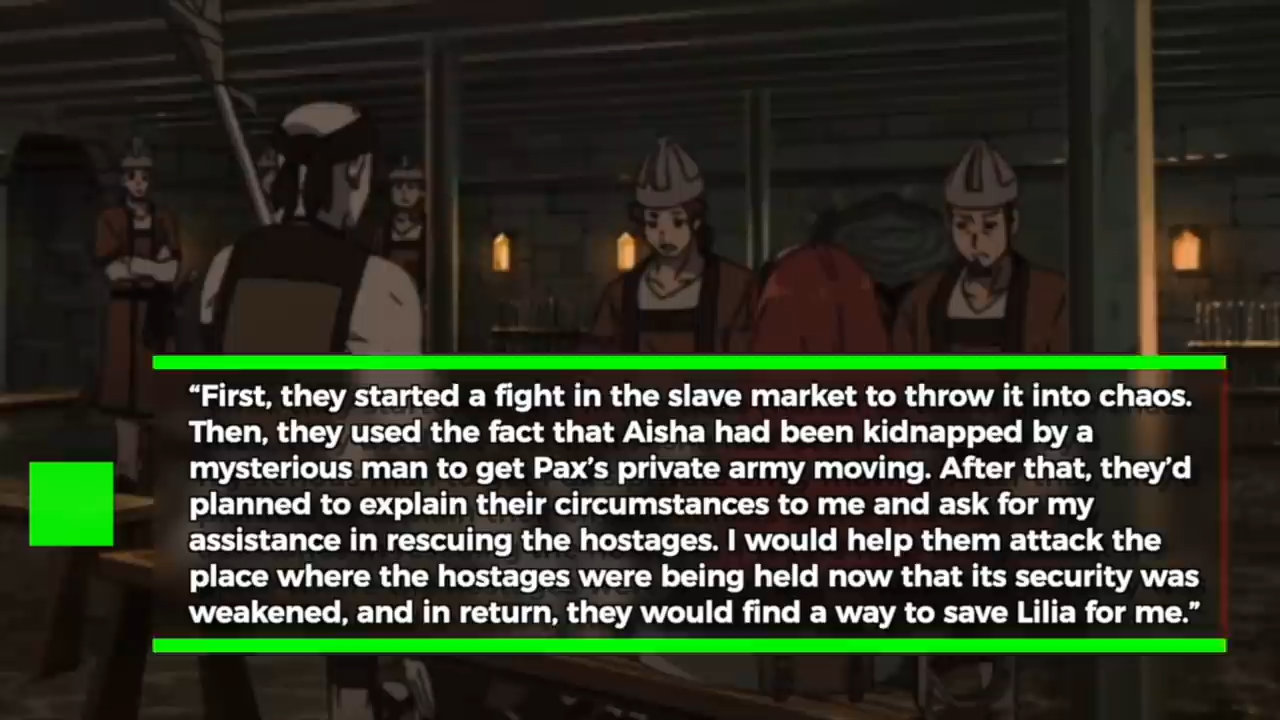 “First, they started a fight in the slave market to throw it into chaos.
Then, they used the fact that Aisha had been kidnapped by a
mysterious man to get Pax’s private army moving. After that, they’d
planned to explain their circumstances to me and ask for my
assistance in rescuing the hostages. I would help them attack the
place where the hostages were being held now that its security was
weakened, and in return, they would find a way to save Lilia for me.”